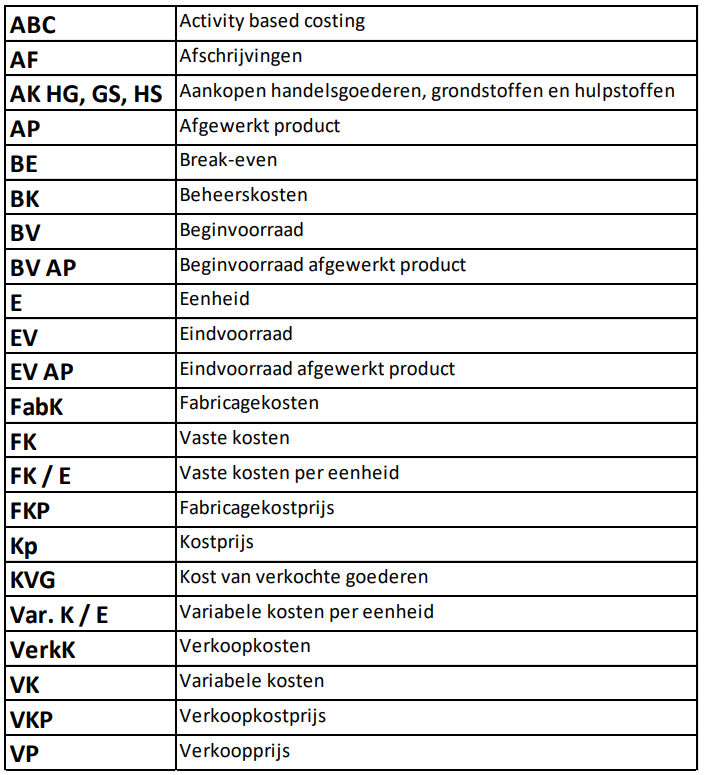 ABC Activity based costing
AF Afschrijvingen
AK HG, GS, HS Aankopen handelsgoederen, grondstoffen en hulpstoffen
AP Afgewerkt product
BE Break-even
BK Beheerskosten
BV Beginvoorraad
BV AP Beginvoorraad afgewerkt product
E Eenheid
EV Eindvoorraad
EV AP Eindvoorraad afgewerkt product
FabK Fabricagekosten
FK Vaste kosten
FK / E Vaste kosten per eenheid
FKP Fabricagekostprijs
Kp Kostprijs
KVG Kost van verkochte goederen
Var. K / E Variabele kosten per eenheid
VerkK Verkoopkosten
VK Variabele kosten
VKP Verkoopkostprijs
VP Verkoopprijs